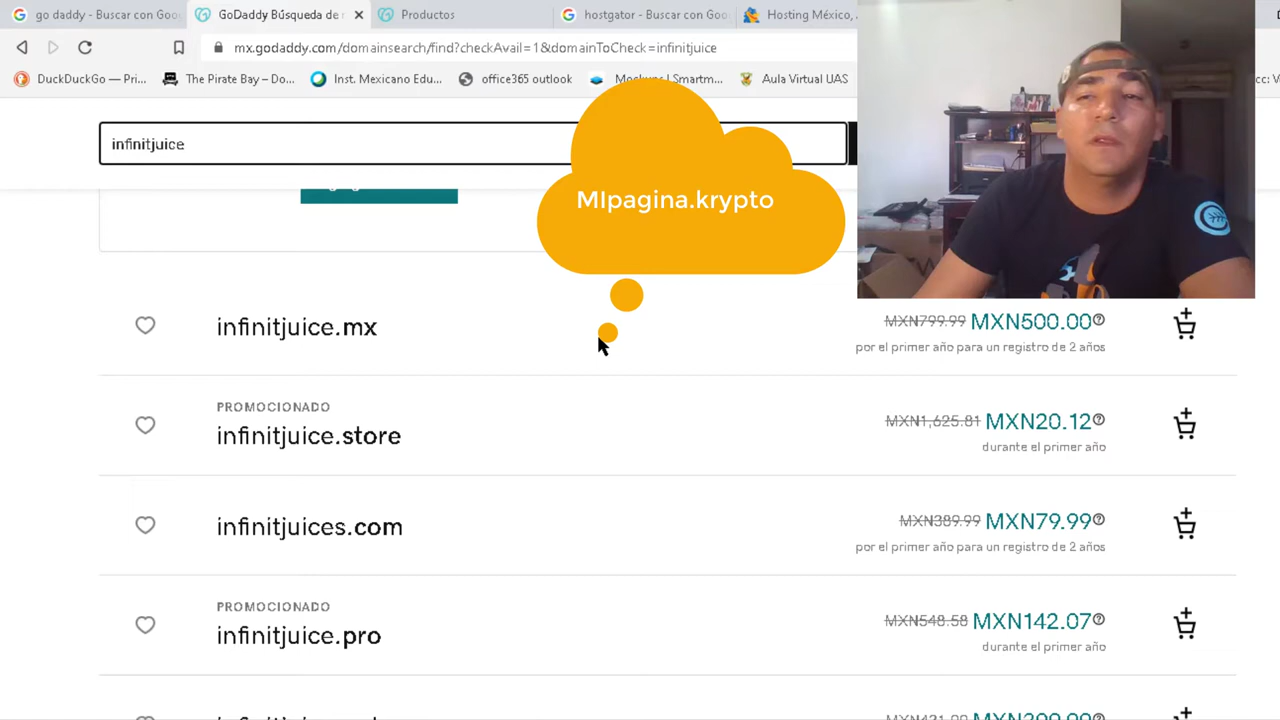 go daddy - Buscar con Goo
GoDaddy Búsqueda de
Productos
hostgator - Buscar con Goo
Hosting México,
mx.godaddy.com/domainsearch/find?checkAvail=1&domainToCheck=infinitjuice
DuckDuckGo — Pri...
The Pirate Bay – Do...
Inst. Mexicano Edu...
office365 outlook
Mockups | Smartm...
Aula Virtual UAS
infinitjuice
MIpagina.krypto
infinitjuice.mx
MXN799.99 MXN500.00
por el primer año para un registro de 2 años
PROMOCIONADO
infinitjuice.store
MXN1,625.81 MXN20.12
durante el primer año
infinitjuices.com
MXN389.99 MXN79.99
por el primer año para un registro de 2 años
PROMOCIONADO
infinitjuice.pro
MXN548.58 MXN142.07
durante el primer año